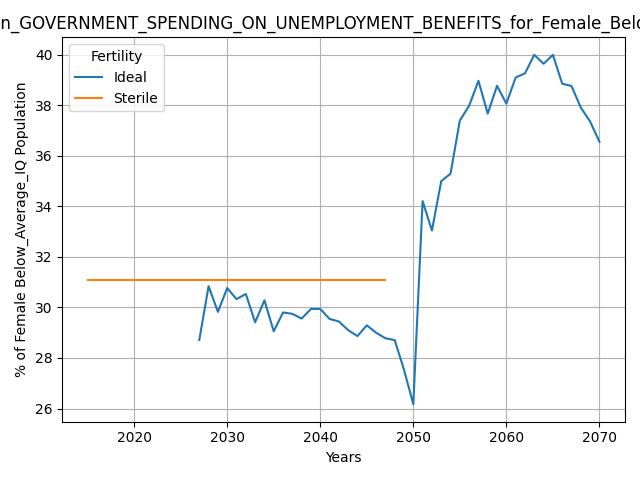 n_GOVERNMENT_SPENDING_ON_UNEMPLOYMENT_BENEFITS_for_Female_Belo
Fertility
Ideal
Sterile
% of Female Below_Average_IQ Population
40
38
36
34
32
30
28
26
2020 2030 2040 2050 2060 2070
Years